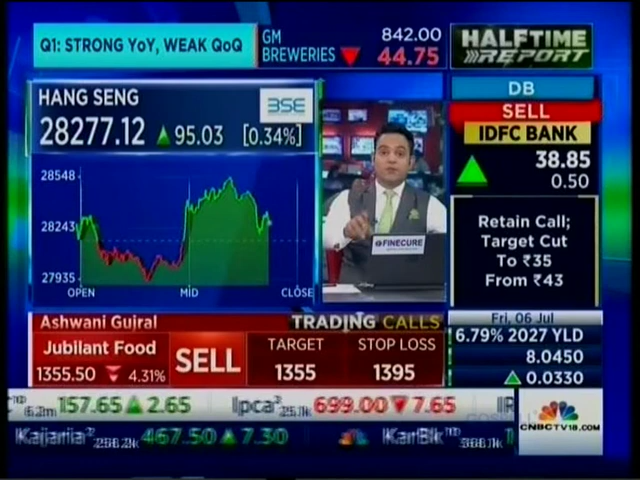 Q1: STRONG YoY, WEAK QoQ
GM
BREWERIES
842.00
44.75
HALFTIME
REPORT
HANG SENG
BSE
28277.12 95.03 [0.34%]
28548
28243
27935
OPEN MID CLOSE
FINECURE
DB
SELL
IDFC BANK
38.85
0.50
Retain Call;
Target Cut
To ₹35
From ₹43
Ashwani Gujral
TRADING CALLS
Jubilant Food
1355.50 4.31%
SELL
TARGET
1355
STOP LOSS
1395
Fri, 06 Jul
6.79% 2027 YLD
8.0450
0.0330
157.65 2.65 Ipca 25.1k 699.00 7.65
Kajaria 467.50 7.30 KarBk
CNBCTV18.COM